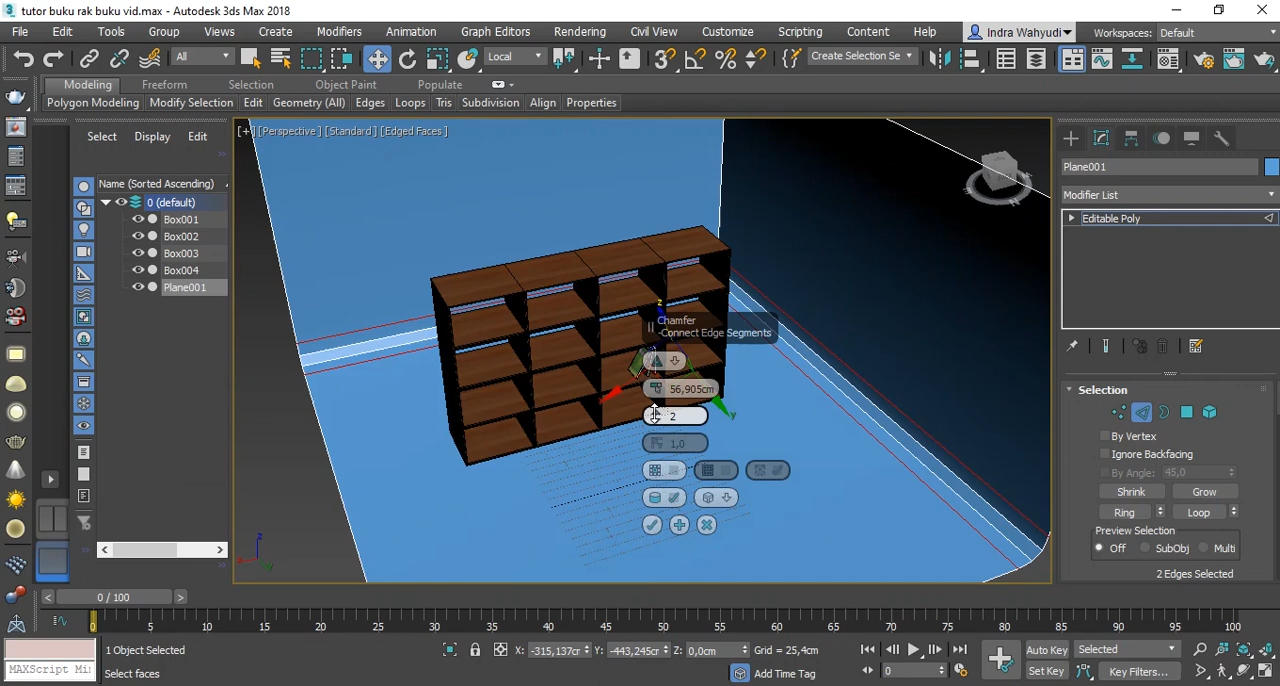 tutor buku rak buku vid.max - Autodesk 3ds Max 2018
File Edit Tools Group Views Create Modifiers Animation Graph Editors Rendering Civil View Customize Scripting Content Help Indra Wahyudi Workspaces: Default
All Local Create Selection Se
Modeling Freeform Selection Object Paint Populate
Polygon Modeling Modify Selection Edit Geometry (All) Edges Loops Tris Subdivision Align Properties
Select Display Edit
Name (Sorted Ascending)
0 (default)
Box001
Box002
Box003
Box004
Plane001
[+] [Perspective ] [Standard ] [Edged Faces ]
Chamfer
-Connect Edge Segments
56,905cm
2
1,0
z
y
z
Plane001
Modifier List
Editable Poly
Selection
By Vertex
Ignore Backfacing
By Angle: 45,0
Shrink Grow
Ring Loop
Preview Selection
Off SubObj Multi
2 Edges Selected
0 / 100
0 5 10 15 20 25 30 35 40 45 50 55 60 65 70 75 80 85 90 95 100
1 Object Selected X: -315,137cr Y: -443,245cr Z: 0,0cm Grid = 25,4cm Auto Key Selected
MAXScript Mi: Select faces Add Time Tag 0 Set Key Key Filters...